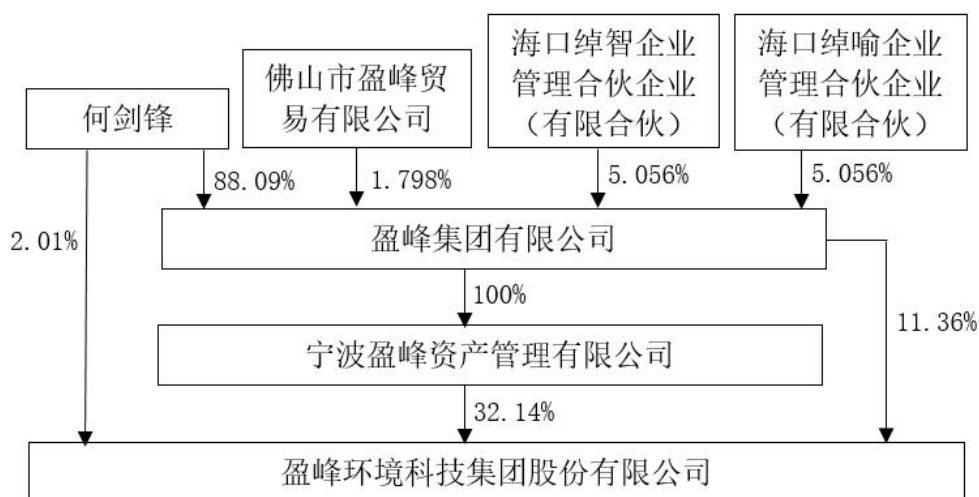 何剑锋
佛山市盈峰贸
易有限公司
海口绰智企业
管理合伙企业
（有限合伙）
海口绰喻企业
管理合伙企业
（有限合伙）
88.09%
1.798%
5.056%
5.056%
2.01%
盈峰集团有限公司
100%
11.36%
宁波盈峰资产管理有限公司
32.14%
盈峰环境科技集团股份有限公司